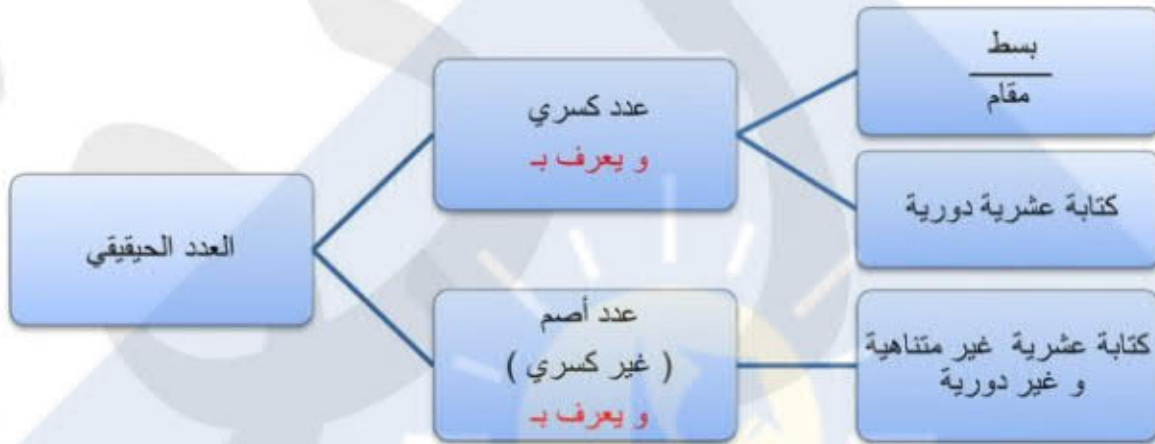 العدد الحيقيقي
عدد كسري
و يعرف بـ
بسط
مقام
كتابة عشرية دورية
عدد أصم
( غير كسري )
و يعرف بـ
كتابة عشرية غير متناهية
و غير دورية